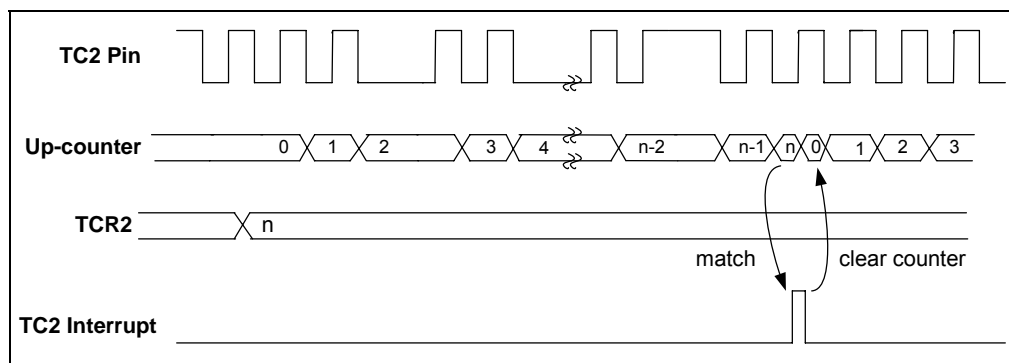 TC2 Pin
Up-counter 0 1 2 3 4 n-2 n-1 n 0 1 2 3
TCR2 n
match clear counter
TC2 Interrupt